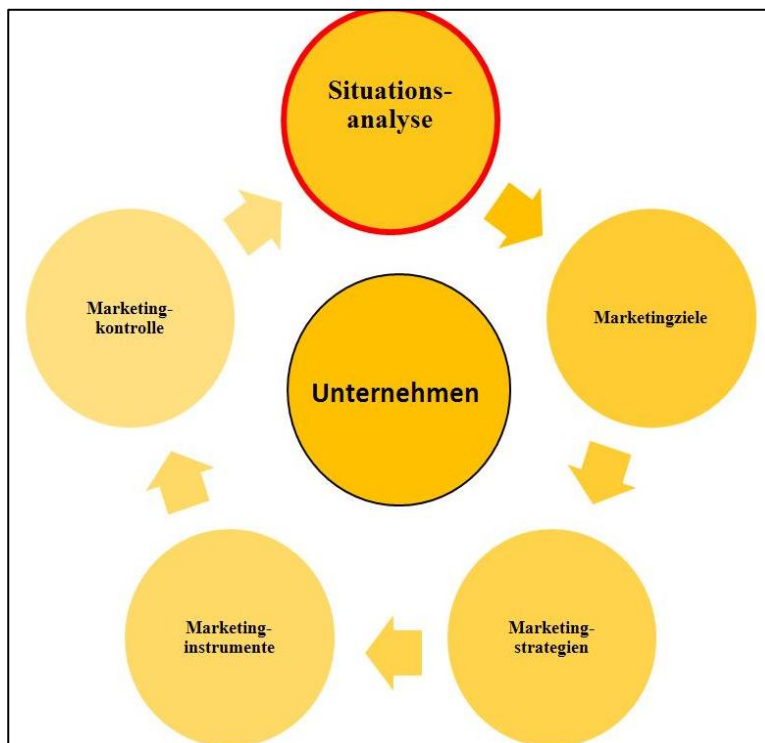 Situations-
analyse
Marketingziele
Marketing-
strategien
Marketing-
instrumente
Marketing-
kontrolle
Unternehmen